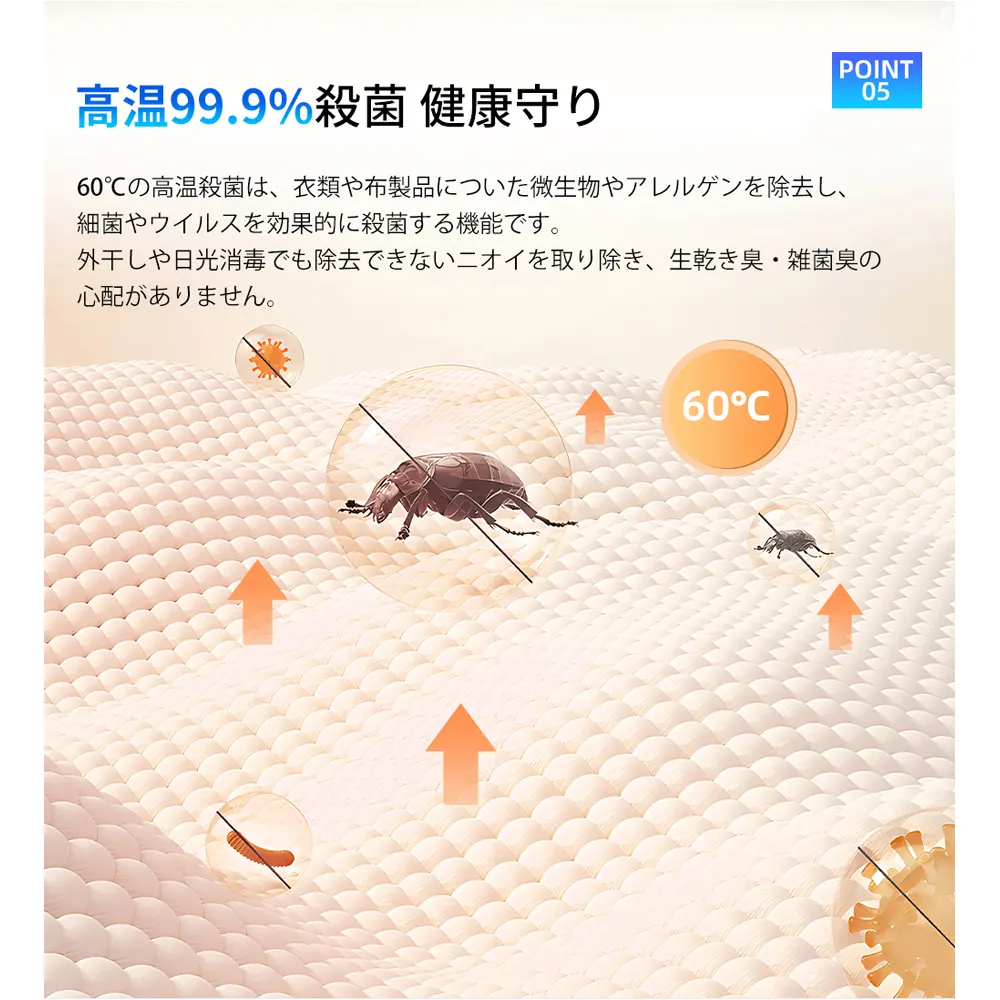 POINT
05
高温99.9%殺菌 健康守り
60℃の高温殺菌は、衣類や布製品についた微生物やアレルゲンを除去し、
細菌やウイルスを効果的に殺菌する機能です。
外干しや日光消毒でも除去できないニオイを取り除き、生乾き臭・雑菌臭の
心配がありません。
60℃